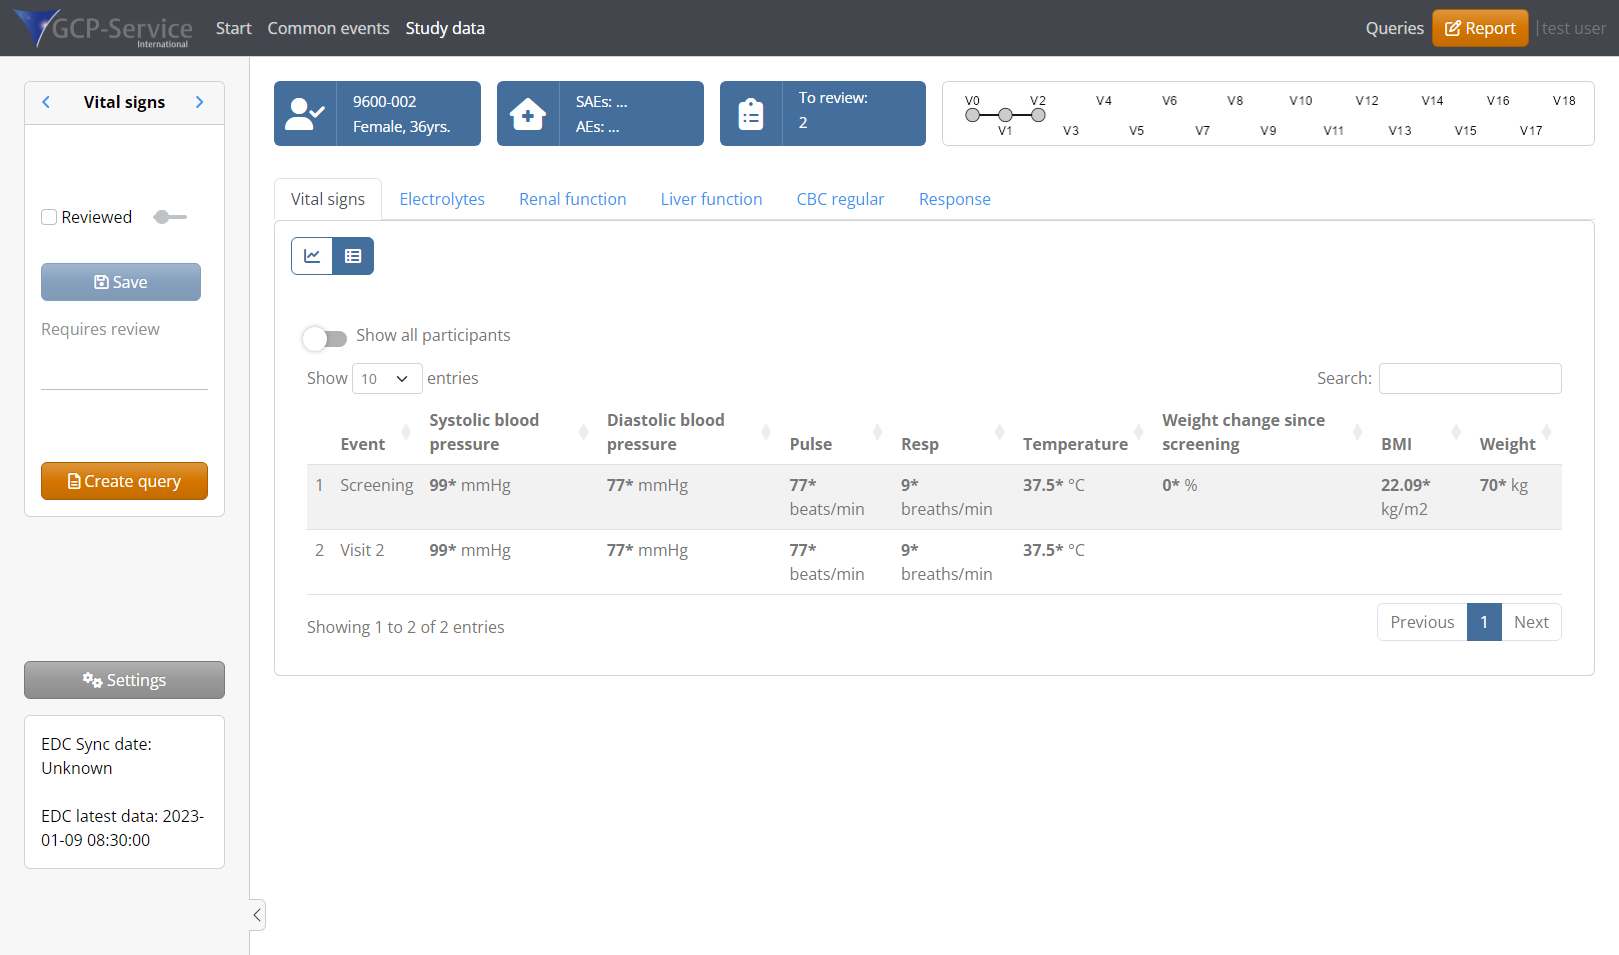 GCP-Service
International
Start Common events Study data
Queries Report | test user
Vital signs
Reviewed
Save
Requires review
Create query
Settings
EDC Sync date:
Unknown
EDC latest data: 2023-
01-09 08:30:00
9600-002
Female, 36yrs.
SAEs: ...
AEs: ...
To review:
2
V0 V2 V4 V6 V8 V10 V12 V14 V16 V18
V1 V3 V5 V7 V9 V11 V13 V15 V17
Vital signs Electrolytes Renal function Liver function CBC regular Response
Show all participants
Show 10 entries
Search:
Event Systolic blood pressure Diastolic blood pressure Pulse Resp Temperature Weight change since screening BMI Weight
1 Screening 99* mmHg 77* mmHg 77* beats/min 9* breaths/min 37.5* °C 0* % 22.09* kg/m2 70* kg
2 Visit 2 99* mmHg 77* mmHg 77* beats/min 9* breaths/min 37.5* °C
Showing 1 to 2 of 2 entries
Previous 1 Next